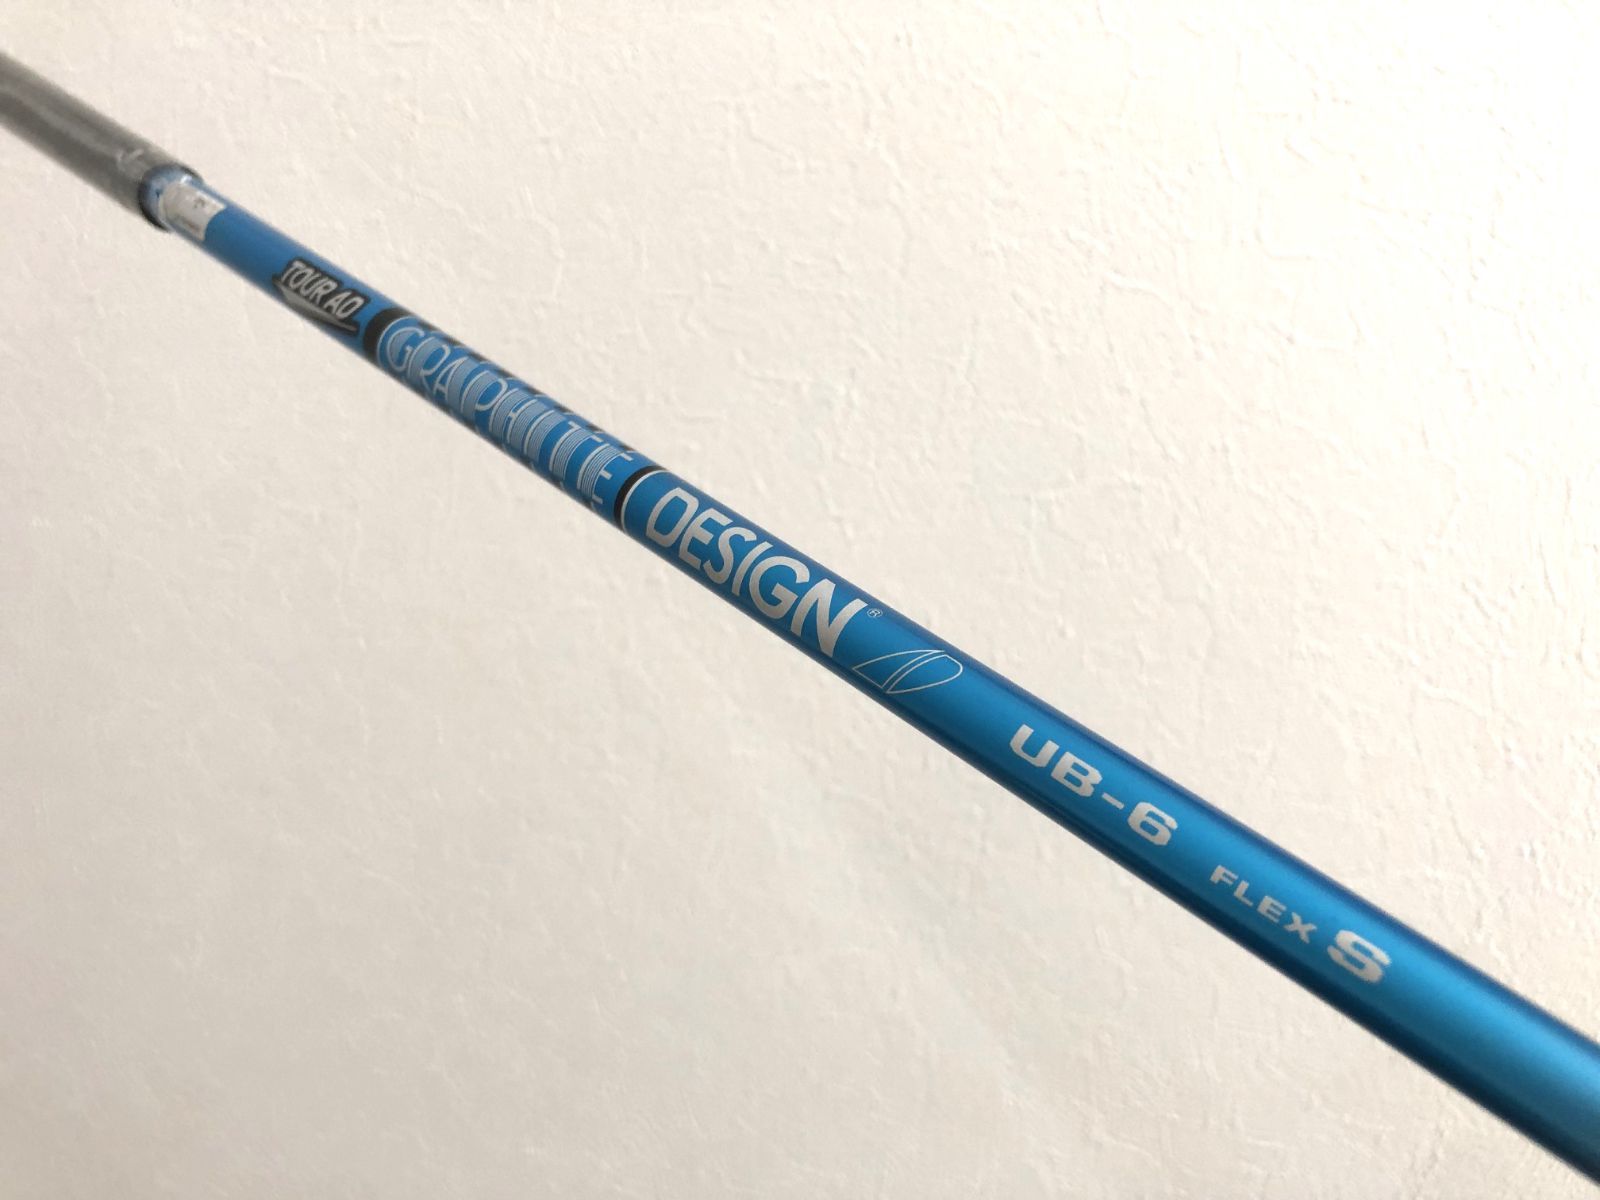 TOUR AD
GRAPHITE DESIGN®
UB-6 FLEX S